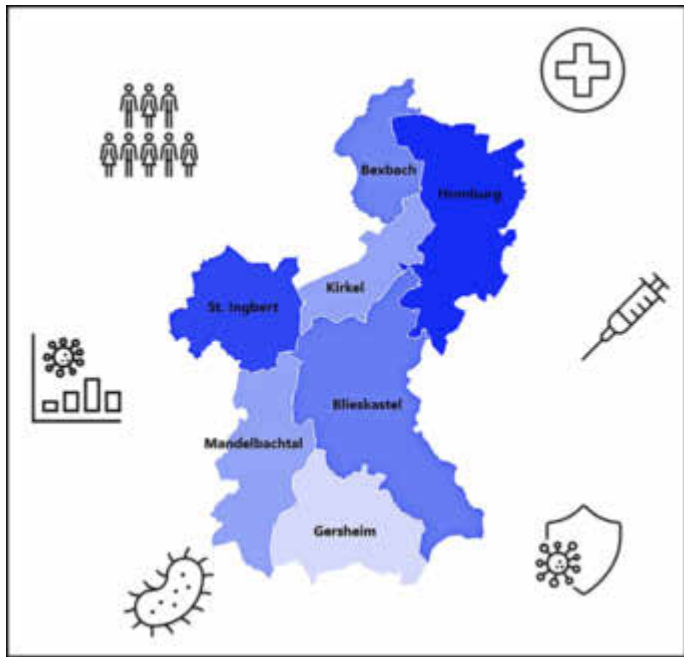 Bexbach
Homburg
Kirkel
St. Ingbert
Blieskastel
Mandelbachtal
Gersheim